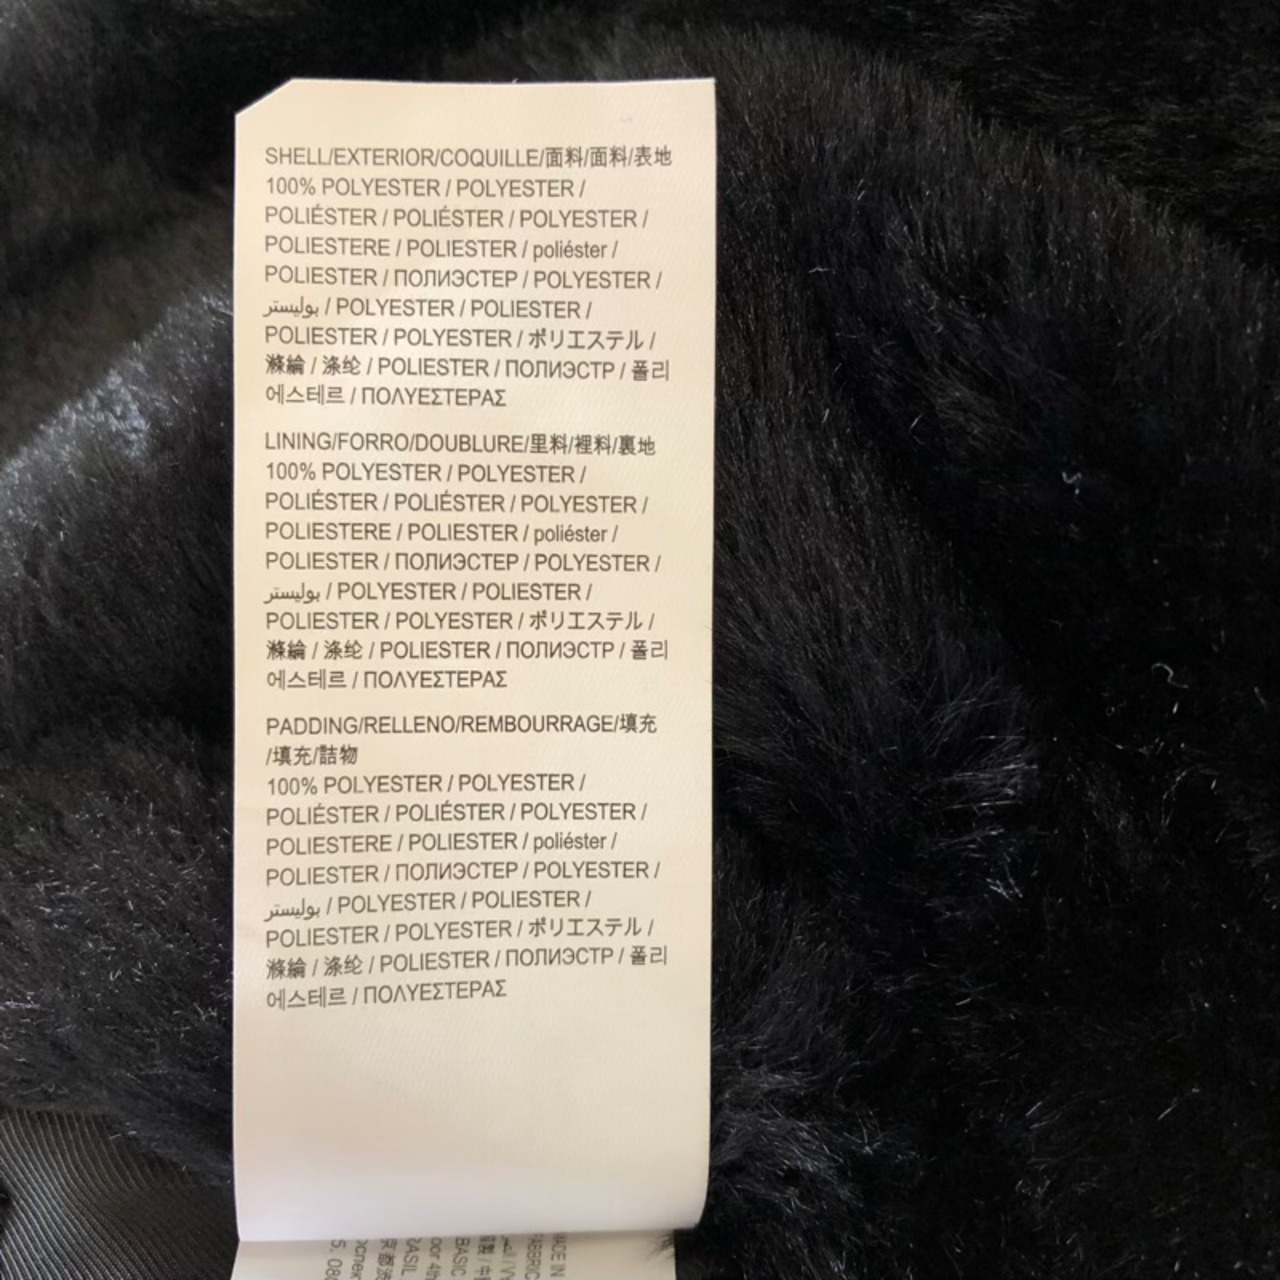 SHELL/EXTERIOR/COQUILLE/面料/面料/表地
100% POLYESTER / POLYESTER /
POLIÉSTER / POLIÉSTER / POLYESTER /
POLIESTERE / POLIESTER / poliéster /
POLIESTER / ПОЛИЭСТЕР / POLYESTER /
بوليستر / POLYESTER / POLIESTER /
POLIESTER / POLYESTER / ポリエステル /
滌綸 / 涤纶 / POLIESTER / ПОЛИЭСТР / 폴리
에스테르 / ΠΟΛΥΕΣΤΕΡΑΣ
LINING/FORRO/DOUBLURE/里料/裡料/裏地
100% POLYESTER / POLYESTER /
POLIÉSTER / POLIÉSTER / POLYESTER /
POLIESTERE / POLIESTER / poliéster /
POLIESTER / ПОЛИЭСТЕР / POLYESTER /
بوليستر / POLYESTER / POLIESTER /
POLIESTER / POLYESTER / ポリエステル /
滌綸 / 涤纶 / POLIESTER / ПОЛИЭСТР / 폴리
에스테르 / ΠΟΛΥΕΣΤΕΡΑΣ
PADDING/RELLENO/REMBOURRAGE/填充
/填充/詰物
100% POLYESTER / POLYESTER /
POLIÉSTER / POLIÉSTER / POLYESTER /
POLIESTERE / POLIESTER / poliéster /
POLIESTER / ПОЛИЭСТЕР / POLYESTER /
بوليستر / POLYESTER / POLIESTER /
POLIESTER / POLYESTER / ポリエステル /
滌綸 / 涤纶 / POLIESTER / ПОЛИЭСТР / 폴리
에스테르 / ΠΟΛΥΕΣΤΕΡΑΣ